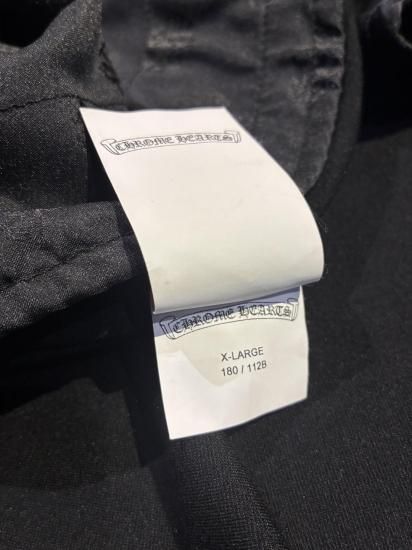 CHROME HEARTS
CHROME HEARTS
X-LARGE
180 / 112B